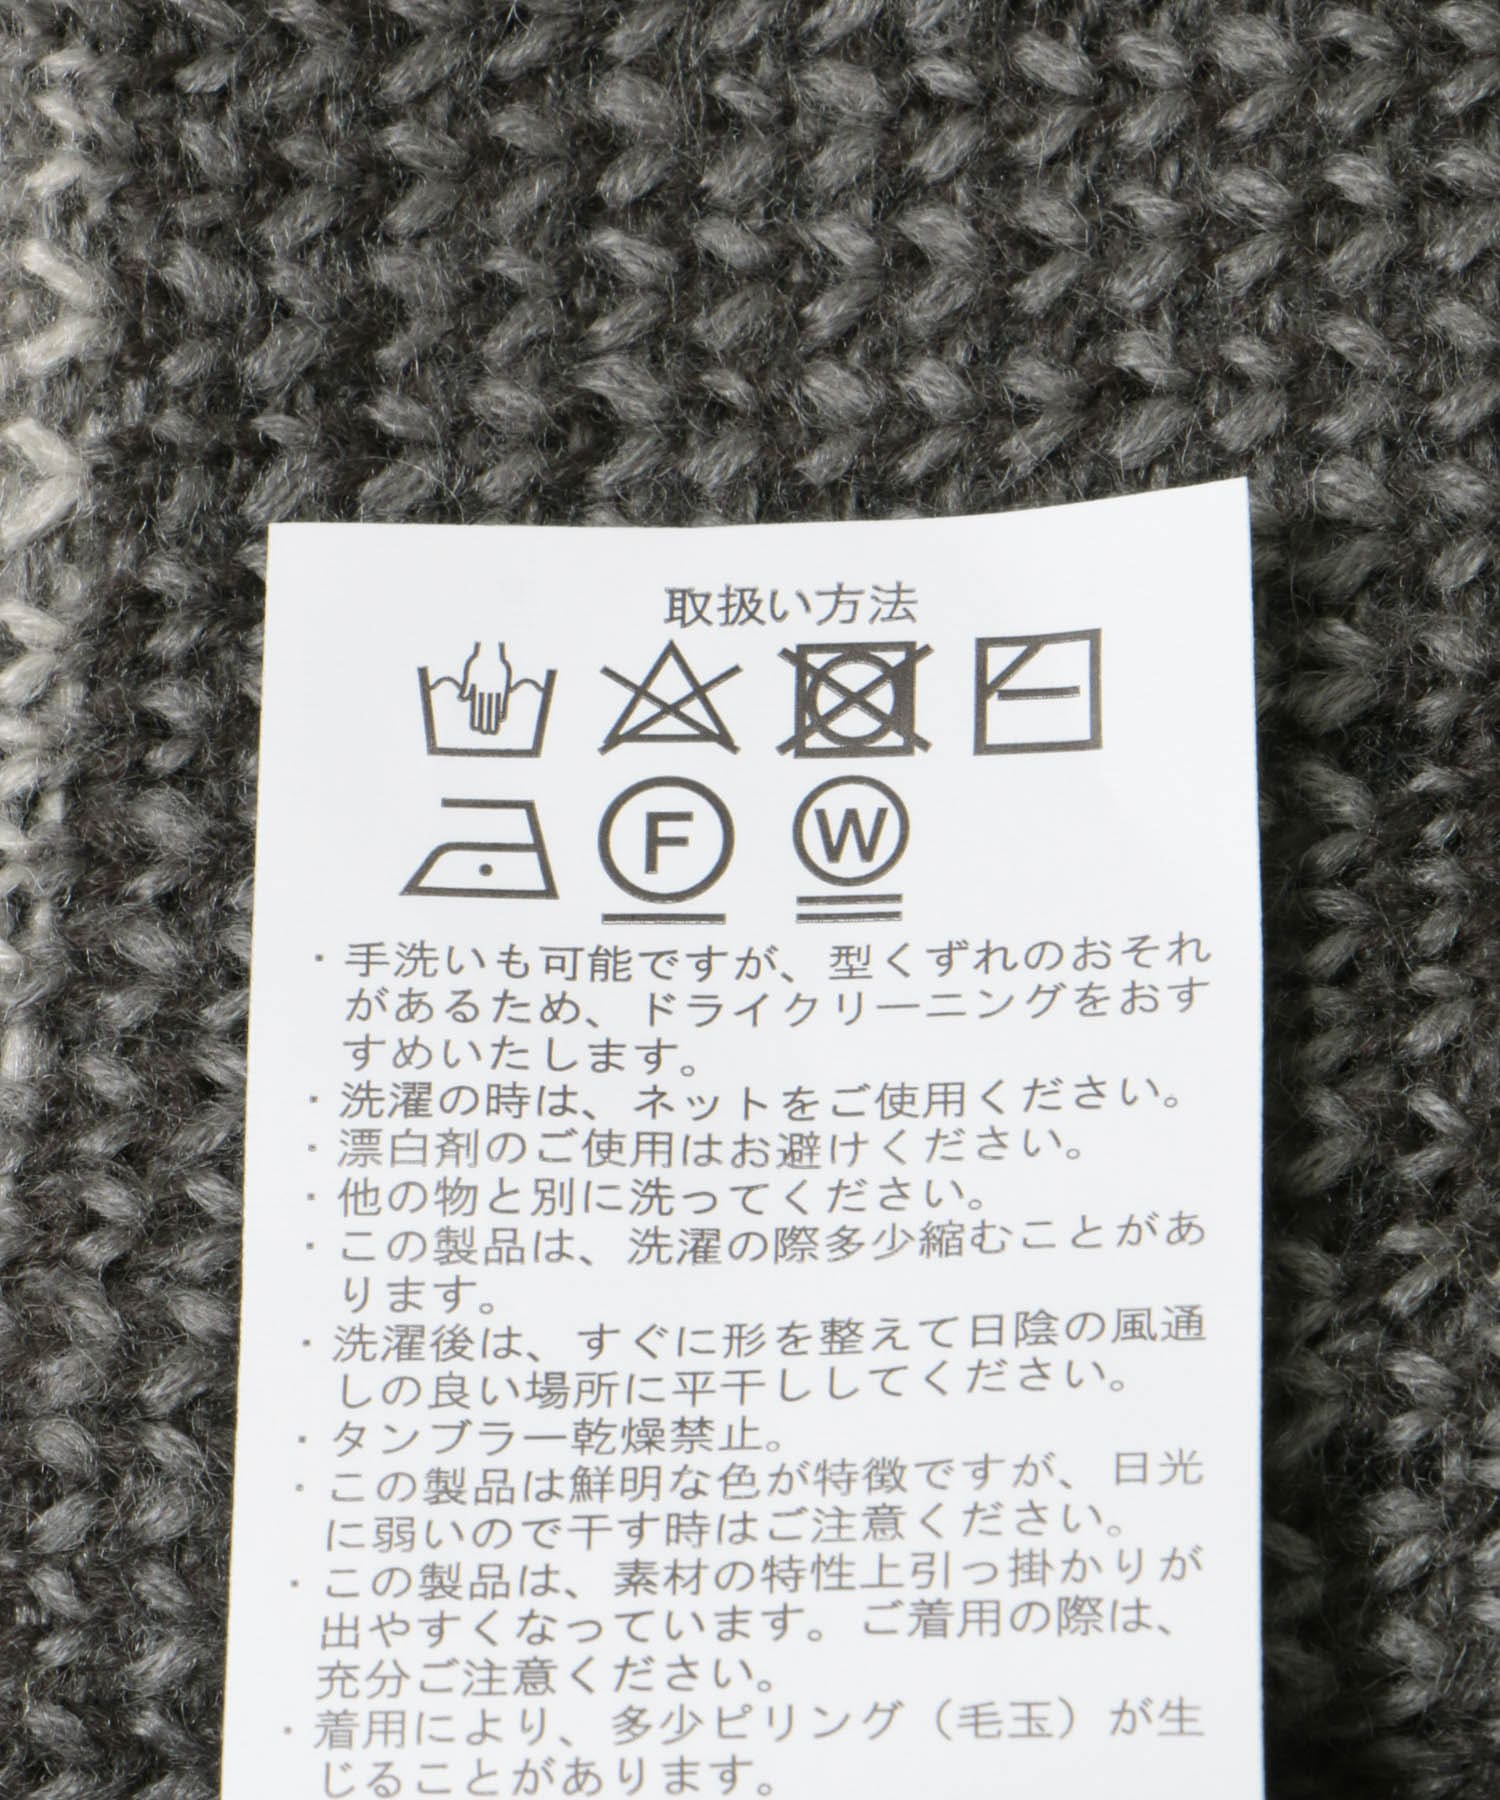 取扱い方法
F
W
・手洗いも可能ですが、型くずれのおそれ
があるため、ドライクリーニングをおす
すめいたします。
・洗濯の時は、ネットをご使用ください。
・漂白剤のご使用はお避けください。
・他の物と別に洗ってください。
・この製品は、洗濯の際多少縮むことがあ
ります。
・洗濯後は、すぐに形を整えて日陰の風通
しの良い場所に平干ししてください。
・タンブラー乾燥禁止。
・この製品は鮮明な色が特徴ですが、日光
に弱いので干す時はご注意ください。
・この製品は、素材の特性上引っ掛かりが
出やすくなっています。ご着用の際は、
充分ご注意ください。
・着用により、多少ピリング（毛玉）が生
じることがあります。